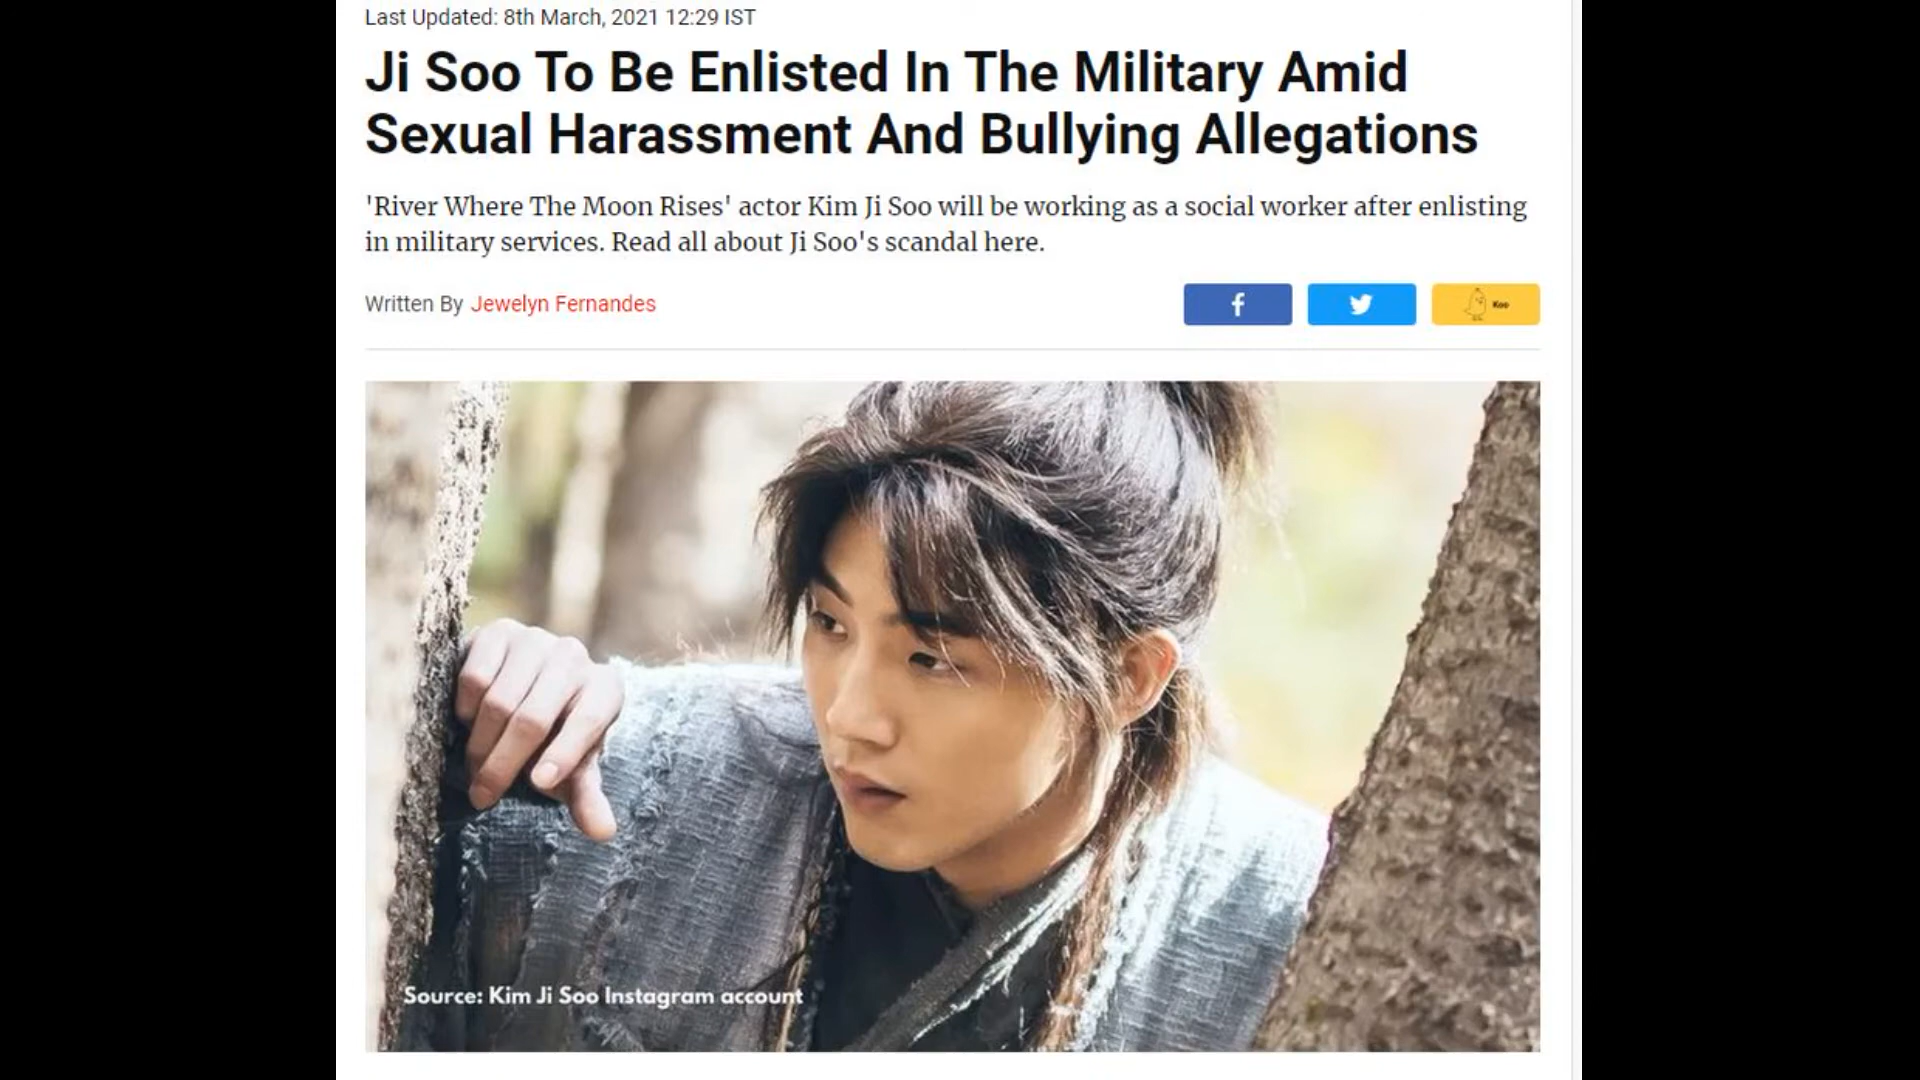 Last Updated: 8th March, 2021 12:29 IST
Ji Soo To Be Enlisted In The Military Amid
Sexual Harassment And Bullying Allegations
'River Where The Moon Rises' actor Kim Ji Soo will be working as a social worker after enlisting
in military services. Read all about Ji Soo's scandal here.
Written By Jewelyn Fernandes
Koo
Source: Kim Ji Soo Instagram account